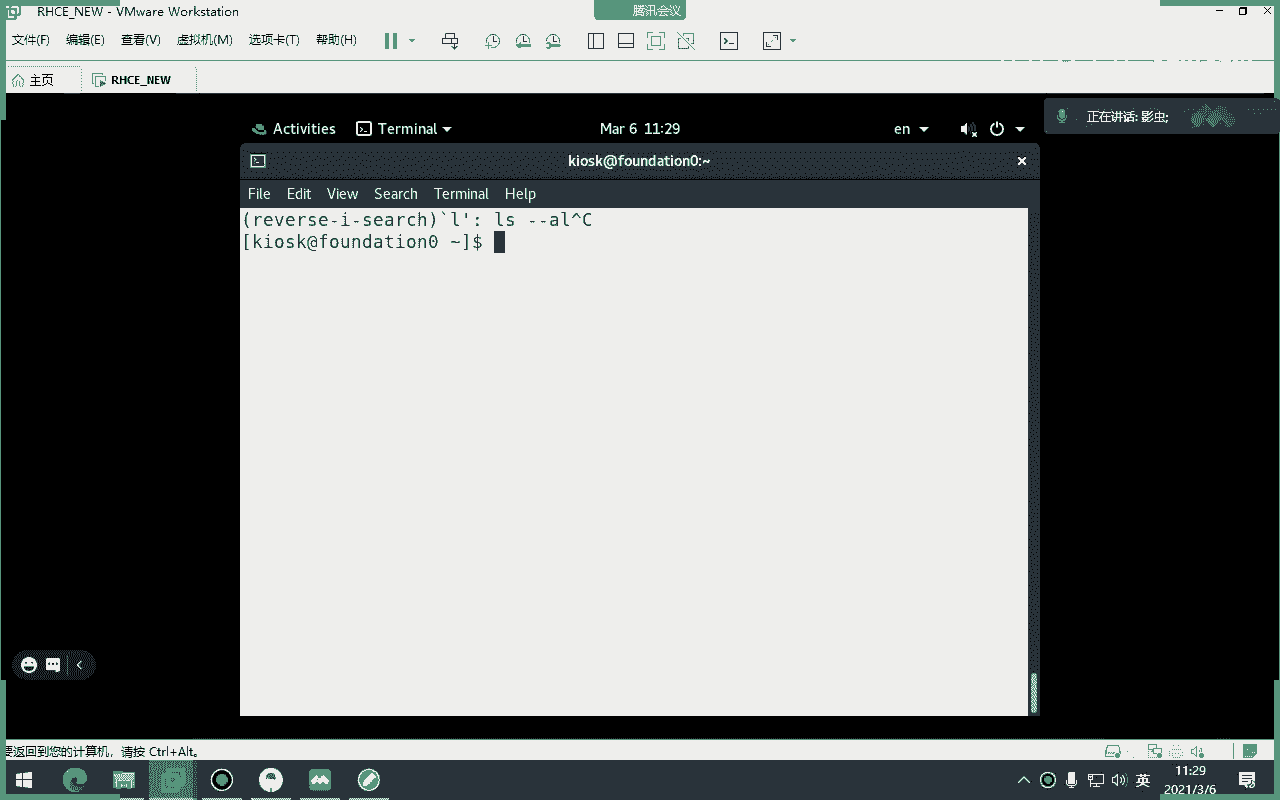 RHCE_NEW - VMware Workstation
腾讯会议
文件(F) 编辑(E) 查看(V) 虚拟机(M) 选项卡(T) 帮助(H)
主页 RHCE_NEW
正在讲话: 影虫;
Activities Terminal Mar 6 11:29 en
kiosk@foundation0:~
File Edit View Search Terminal Help
(reverse-i-search)`l': ls --al^C
[kiosk@foundation0 ~]$
要返回到您的计算机，请按 Ctrl+Alt。
英 11:29
2021/3/6